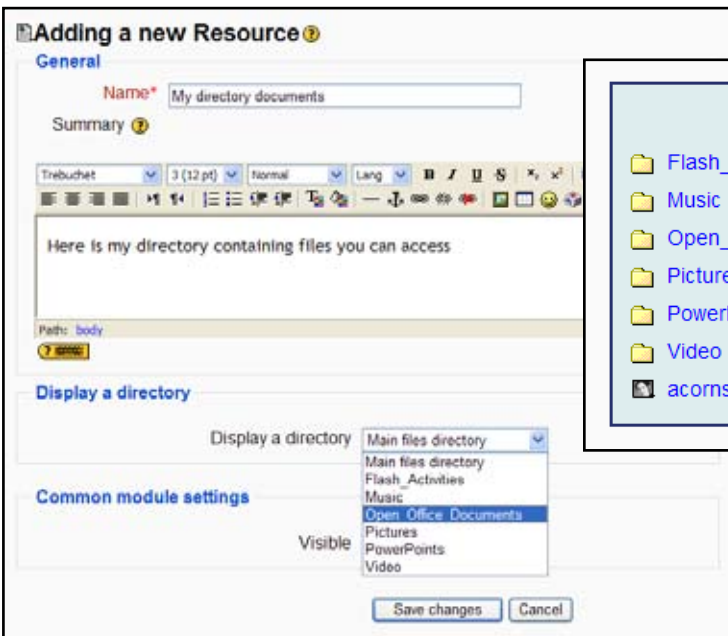 Adding a new Resource
General
Name* My directory documents
Summary
Trebuchet 3 (12 pt) Normal Lang B I U S
Here is my directory containing files you can access
Path: body
Display a directory
Display a directory Main files directory
Main files directory
Flash_Activities
Music
Open_Office_Documents
Pictures
PowerPoints
Video
Common module settings
Visible
Save changes Cancel
Flash_
Music
Open_
Picture
Power
Video
acorns